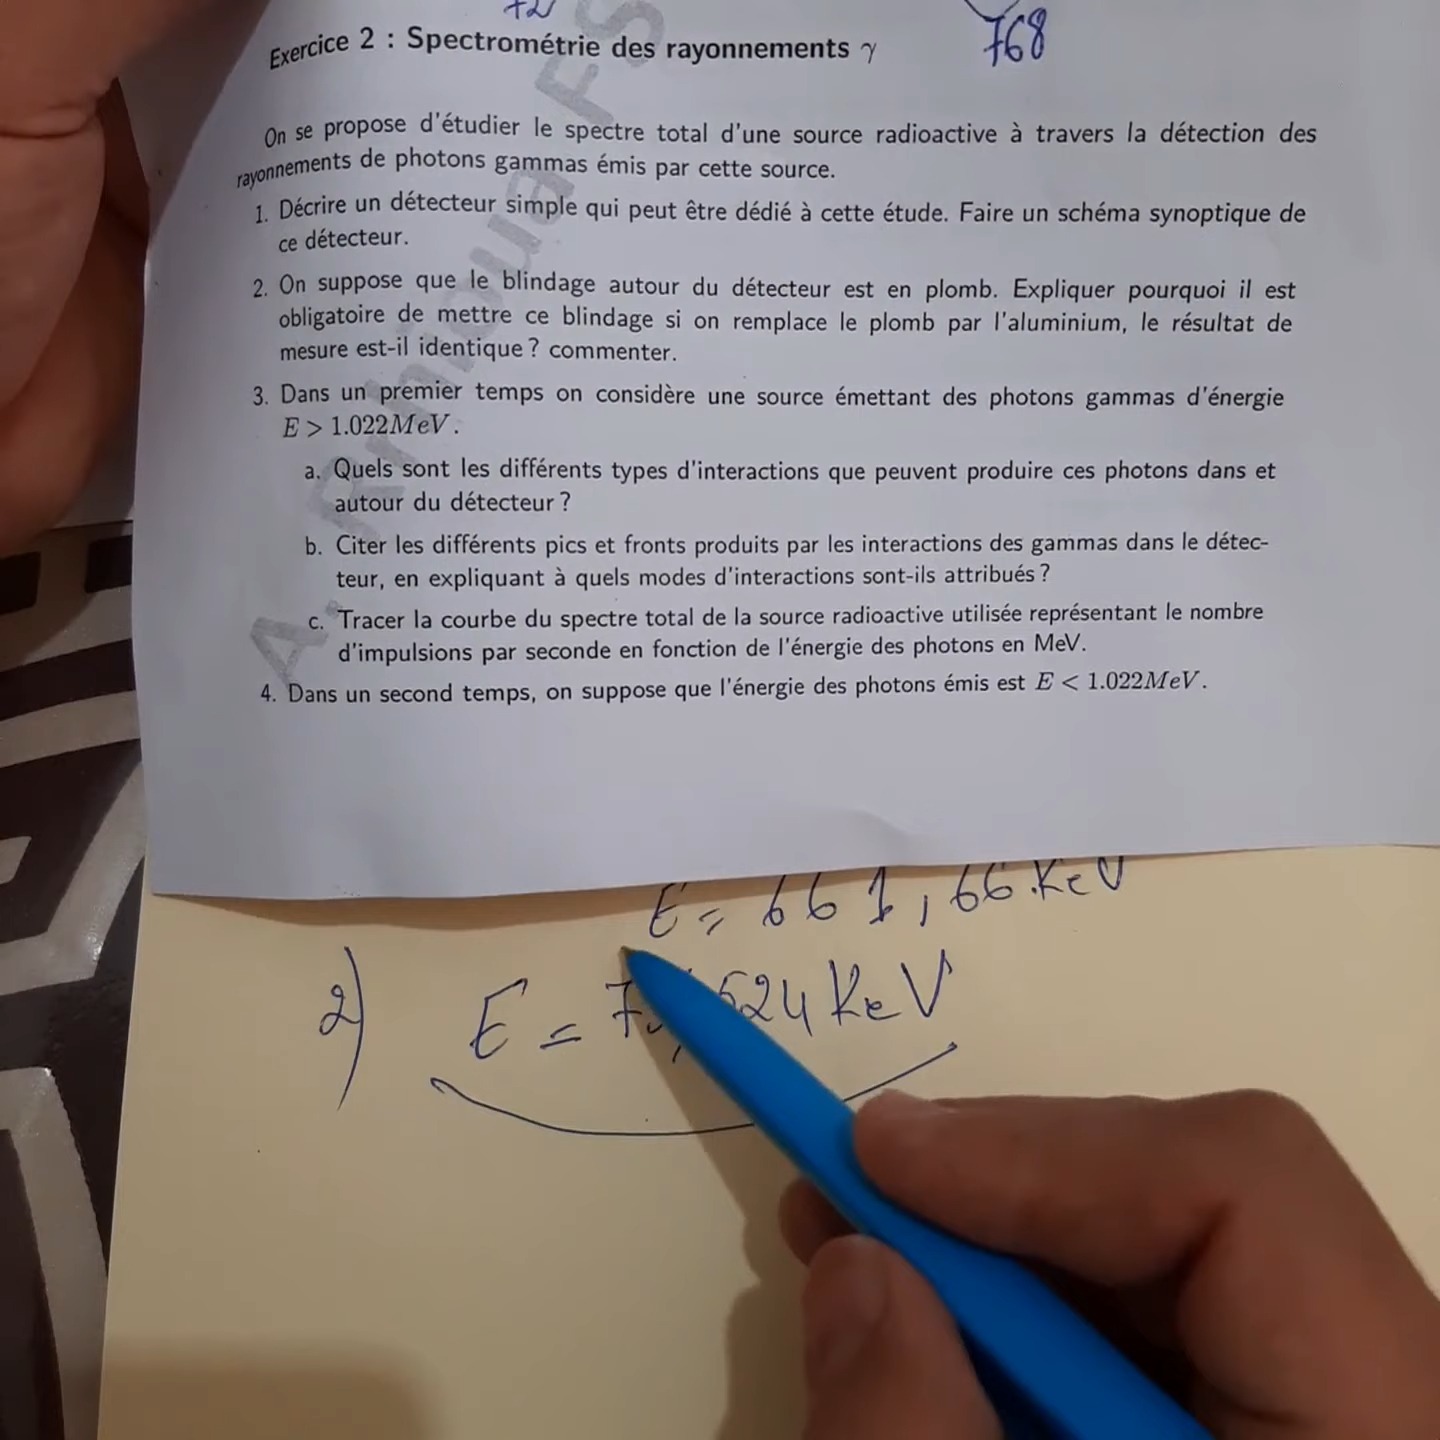 72
768
Exercice 2 : Spectrométrie des rayonnements γ
On se propose d'étudier le spectre total d'une source radioactive à travers la détection des
rayonnements de photons gammas émis par cette source.
1. Décrire un détecteur simple qui peut être dédié à cette étude. Faire un schéma synoptique de
ce détecteur.
2. On suppose que le blindage autour du détecteur est en plomb. Expliquer pourquoi il est
obligatoire de mettre ce blindage si on remplace le plomb par l'aluminium, le résultat de
mesure est-il identique ? commenter.
3. Dans un premier temps on considère une source émettant des photons gammas d'énergie
E > 1.022MeV.
a. Quels sont les différents types d'interactions que peuvent produire ces photons dans et
autour du détecteur ?
b. Citer les différents pics et fronts produits par les interactions des gammas dans le détec-
teur, en expliquant à quels modes d'interactions sont-ils attribués ?
c. Tracer la courbe du spectre total de la source radioactive utilisée représentant le nombre
d'impulsions par seconde en fonction de l'énergie des photons en MeV.
4. Dans un second temps, on suppose que l'énergie des photons émis est E < 1.022MeV.
E = 661,66 KeV
2) E = KeV